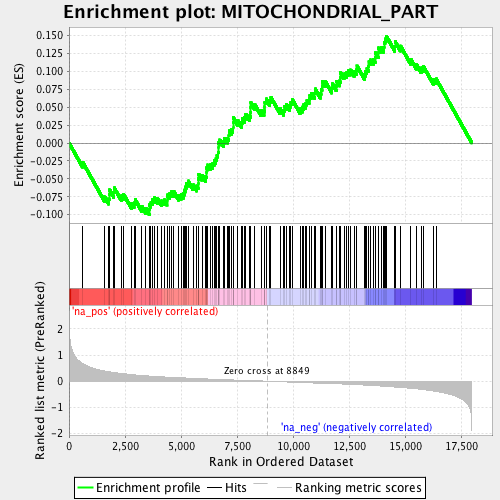 Enrichment plot: MITOCHONDRIAL_PART
Enrichment score (ES)
0.150
0.125
0.100
0.075
0.050
0.025
0.000
-0.025
-0.050
-0.075
-0.100
'na_pos' (positively correlated)
Ranked list metric (PreRanked)
2
1
0
-1
-2
Zero cross at 8849
'na_neg' (negatively correlated)
0
2,500
5,000
7,500
10,000
12,500
15,000
17,500
Rank in Ordered Dataset
Enrichment profile
Hits
Ranking metric scores